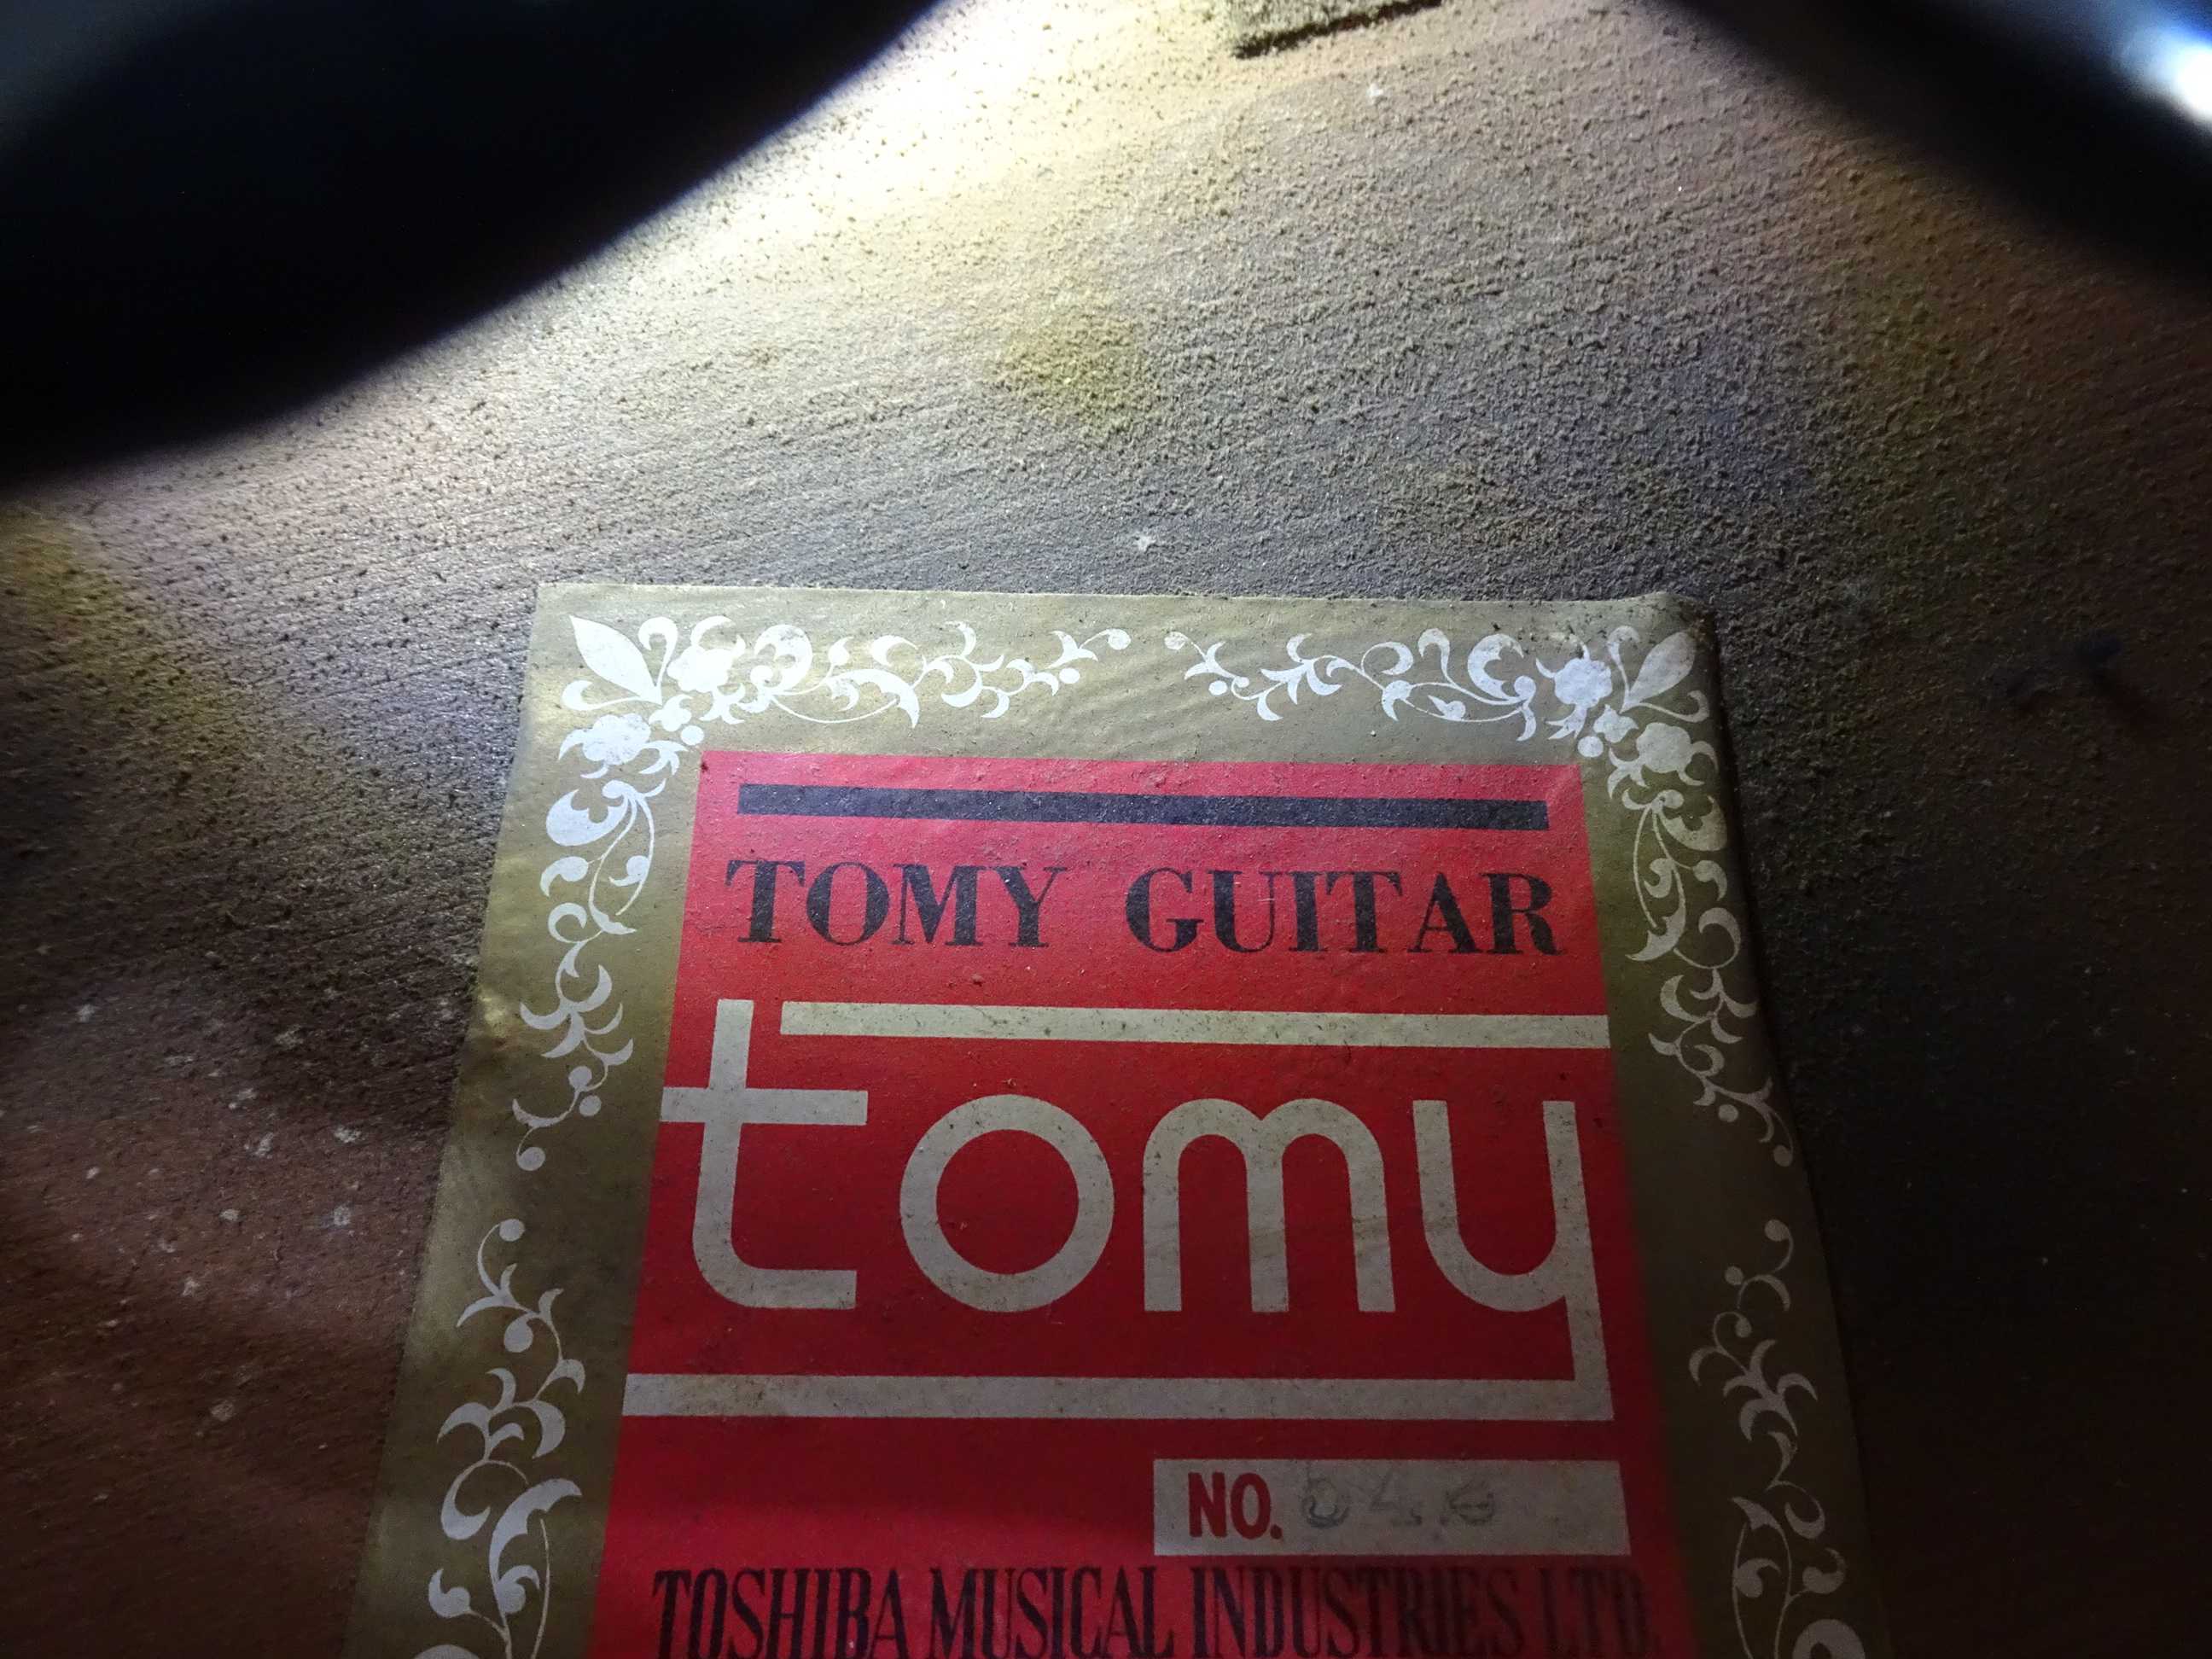 TOMY GUITAR
tomy
NO.
TOSHIBA MUSICAL INDUSTRIES LTD.